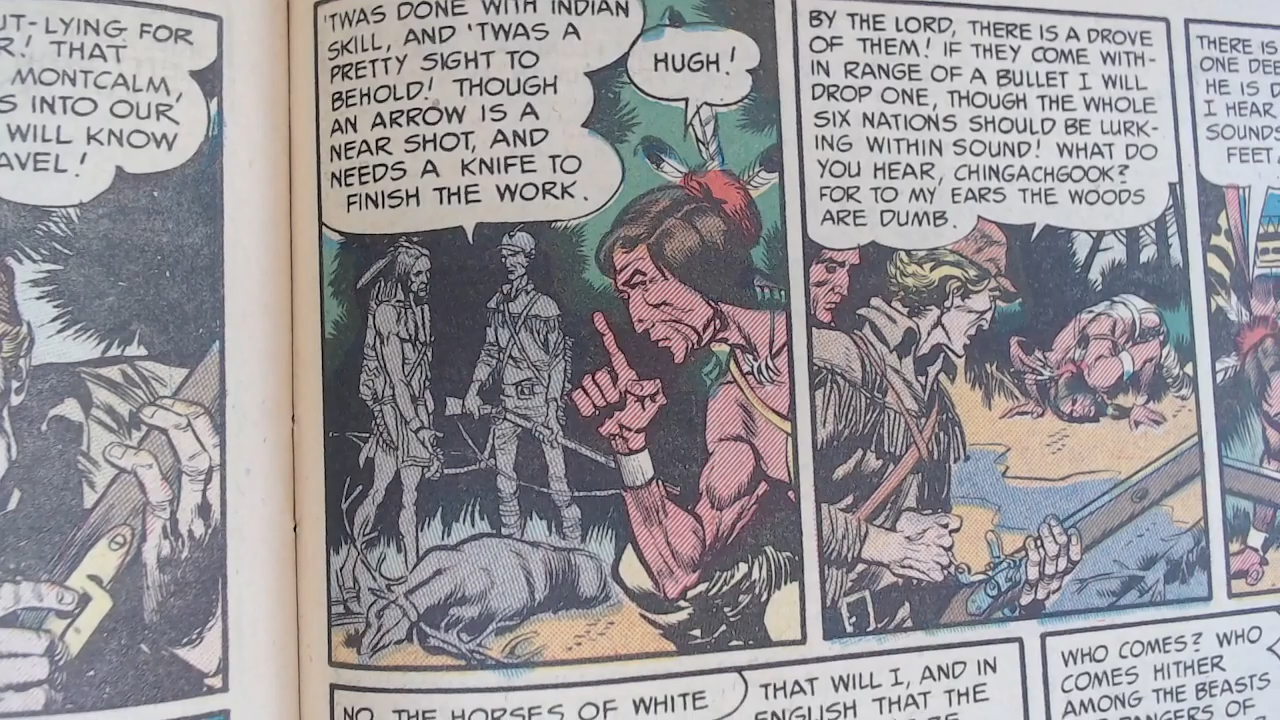 UT-LYING FOR
R! THAT
MONTCALM,
S INTO OUR
WILL KNOW
AVEL!
'TWAS DONE WITH INDIAN
SKILL, AND 'TWAS A
PRETTY SIGHT TO
BEHOLD! THOUGH
AN ARROW IS A
NEAR SHOT, AND
NEEDS A KNIFE TO
FINISH THE WORK.
HUGH!
BY THE LORD, THERE IS A DROVE
OF THEM! IF THEY COME WITH-
IN RANGE OF A BULLET I WILL
DROP ONE, THOUGH THE WHOLE
SIX NATIONS SHOULD BE LURK-
ING WITHIN SOUND! WHAT DO
YOU HEAR, CHINGACHGOOK?
FOR TO MY EARS THE WOODS
ARE DUMB.
THERE IS
ONE DEE
HE IS D
I HEAR
SOUNDS
FEET.
NO. THE HORSES OF WHITE
THAT WILL I, AND IN
ENGLISH THAT THE
WHO COMES? WHO
COMES HITHER
AMONG THE BEASTS
ANGERS OF